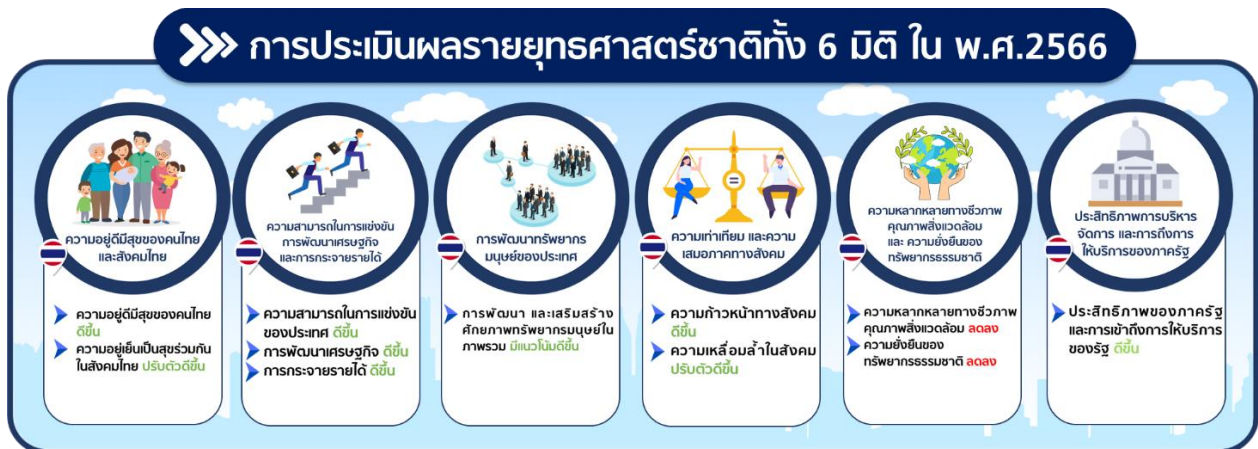 การประเมินผลรายยุทธศาสตร์ชาติทั้ง 6 มิติ ใน พ.ศ.2566
ความอยู่ดีมีสุขของคนไทย
และสังคมไทย
ความอยู่ดีมีสุขของคนไทย
ดีขึ้น
ความอยู่เย็นเป็นสุขร่วมกัน
ในสังคมไทย ปรับตัวดีขึ้น
ความสามารถในการแข่งขัน
การพัฒนาเศรษฐกิจ
และการกระจายรายได้
ความสามารถในการแข่งขัน
ของประเทศ ดีขึ้น
การพัฒนาเศรษฐกิจ ดีขึ้น
การกระจายรายได้ ดีขึ้น
การพัฒนาทรัพยากร
มนุษย์ของประเทศ
การพัฒนา และเสริมสร้าง
ศักยภาพทรัพยากรมนุษย์ใน
ภาพรวม มีแนวโน้มดีขึ้น
ความเท่าเทียม และความ
เสมอภาคทางสังคม
ความก้าวหน้าทางสังคม
ดีขึ้น
ความเหลื่อมล้ำในสังคม
ปรับตัวดีขึ้น
ความหลากหลายทางชีวภาพ
คุณภาพสิ่งแวดล้อม
และ ความยั่งยืนของ
ทรัพยากรธรรมชาติ
ความหลากหลายทางชีวภาพ
คุณภาพสิ่งแวดล้อม ลดลง
ความยั่งยืนของ
ทรัพยากรธรรมชาติ ลดลง
ประสิทธิภาพการบริหาร
จัดการ และการถึงการ
ให้บริการของภาครัฐ
ประสิทธิภาพของภาครัฐ
และการเข้าถึงการให้บริการ
ของรัฐ ดีขึ้น